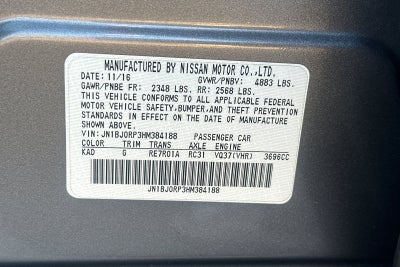 MANUFACTURED BY NISSAN MOTOR CO.,LTD.
DATE: 11/16 GVWR/PNBV: 4883 LBS.
GAWR/PNBE FR: 2348 LBS. RR: 2568 LBS.
THIS VEHICLE CONFORMS TO ALL APPLICABLE FEDERAL
MOTOR VEHICLE SAFETY,BUMPER, AND THEFT PREVENTION
STANDARDS IN EFFECT ON THE DATE OF MANUFACTURE
SHOWN ABOVE.
VIN: JN1BJ0RP3HM384188 PASSENGER CAR
COLOR TRIM TRANS AXLE ENGINE
KAD G RE7R01A RC31 VQ37(VHR) 3696CC
JN1BJ0RP3HM384188